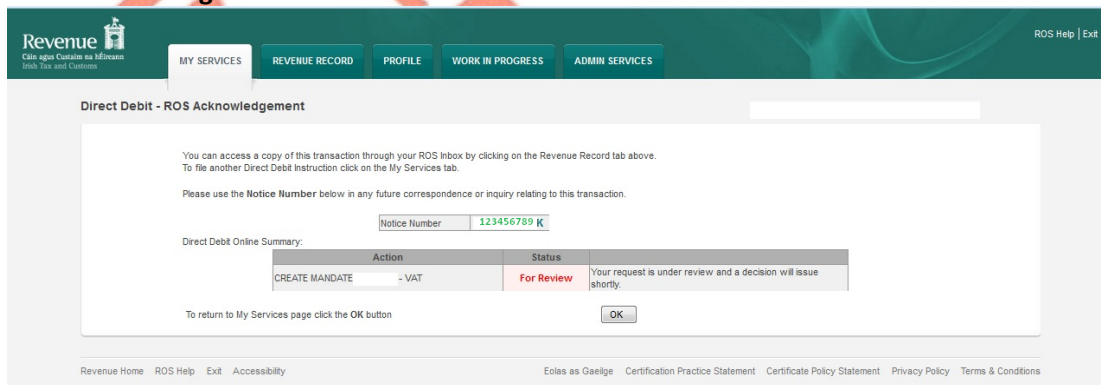 Revenue
Cáin agus Custaim na hÉireann
Irish Tax and Customs
ROS Help | Exit
MY SERVICES REVENUE RECORD PROFILE WORK IN PROGRESS ADMIN SERVICES
Direct Debit - ROS Acknowledgement
You can access a copy of this transaction through your ROS Inbox by clicking on the Revenue Record tab above.
To file another Direct Debit Instruction click on the My Services tab.
Please use the Notice Number below in any future correspondence or inquiry relating to this transaction.
Notice Number 123456789 K
Direct Debit Online Summary:
Action Status
CREATE MANDATE - VAT For Review Your request is under review and a decision will issue
shortly.
To return to My Services page click the OK button OK
Revenue Home ROS Help Exit Accessibility Eolas as Gaeilge Certification Practice Statement Certificate Policy Statement Privacy Policy Terms & Conditions